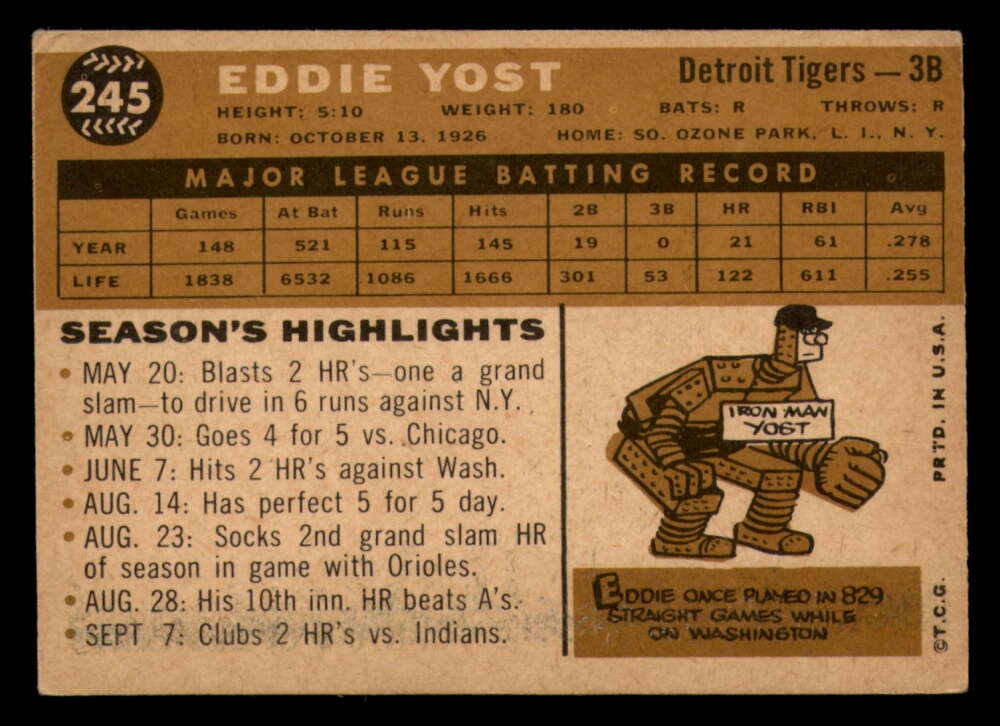 245
EDDIE YOST
Detroit Tigers — 3B
HEIGHT: 5:10 WEIGHT: 180 BATS: R THROWS: R
BORN: OCTOBER 13, 1926 HOME: SO. OZONE PARK, L. I., N. Y.
MAJOR LEAGUE BATTING RECORD
Games At Bat Runs Hits 2B 3B HR RBI Avg
YEAR 148 521 115 145 19 0 21 61 .278
LIFE 1838 6532 1086 1666 301 53 122 611 .255
SEASON'S HIGHLIGHTS
• MAY 20: Blasts 2 HR's—one a grand
slam—to drive in 6 runs against N.Y.
• MAY 30: Goes 4 for 5 vs. Chicago.
• JUNE 7: Hits 2 HR's against Wash.
• AUG. 14: Has perfect 5 for 5 day.
• AUG. 23: Socks 2nd grand slam HR
of season in game with Orioles.
• AUG. 28: His 10th inn. HR beats A's.
• SEPT 7: Clubs 2 HR's vs. Indians.
IRON MAN
YOST
EDDIE ONCE PLAYED IN 829
STRAIGHT GAMES WHILE
ON WASHINGTON
©T.C.G. PRT'D. IN U.S.A.